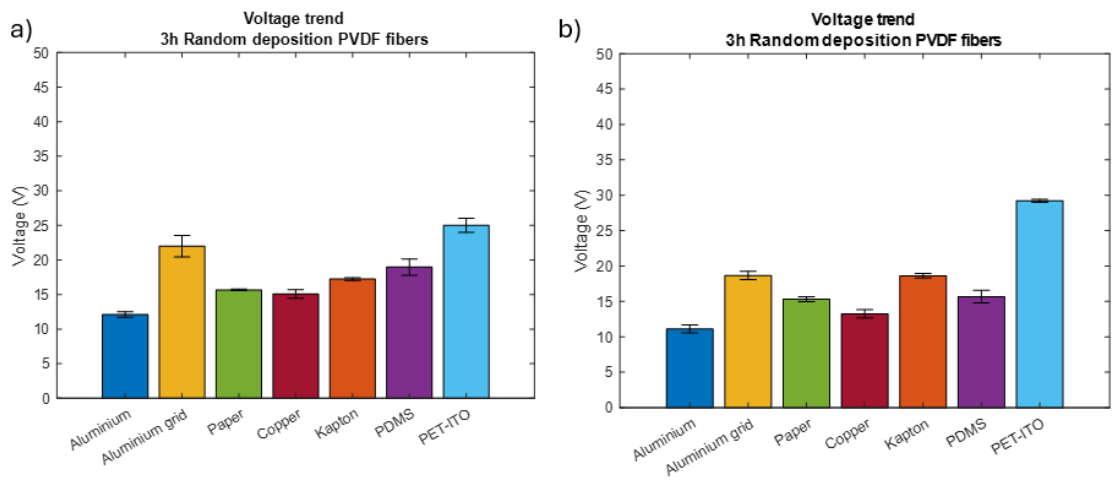 a)
Voltage trend
3h Random deposition PVDF fibers
50
45
40
35
30
25
20
15
10
5
0
Voltage (V)
Aluminium
Aluminium grid
Paper
Copper
Kapton
PDMS
PET-ITO
b)
Voltage trend
3h Random deposition PVDF fibers
50
45
40
35
30
25
20
15
10
5
0
Voltage (V)
Aluminium
Aluminium grid
Paper
Copper
Kapton
PDMS
PET-ITO